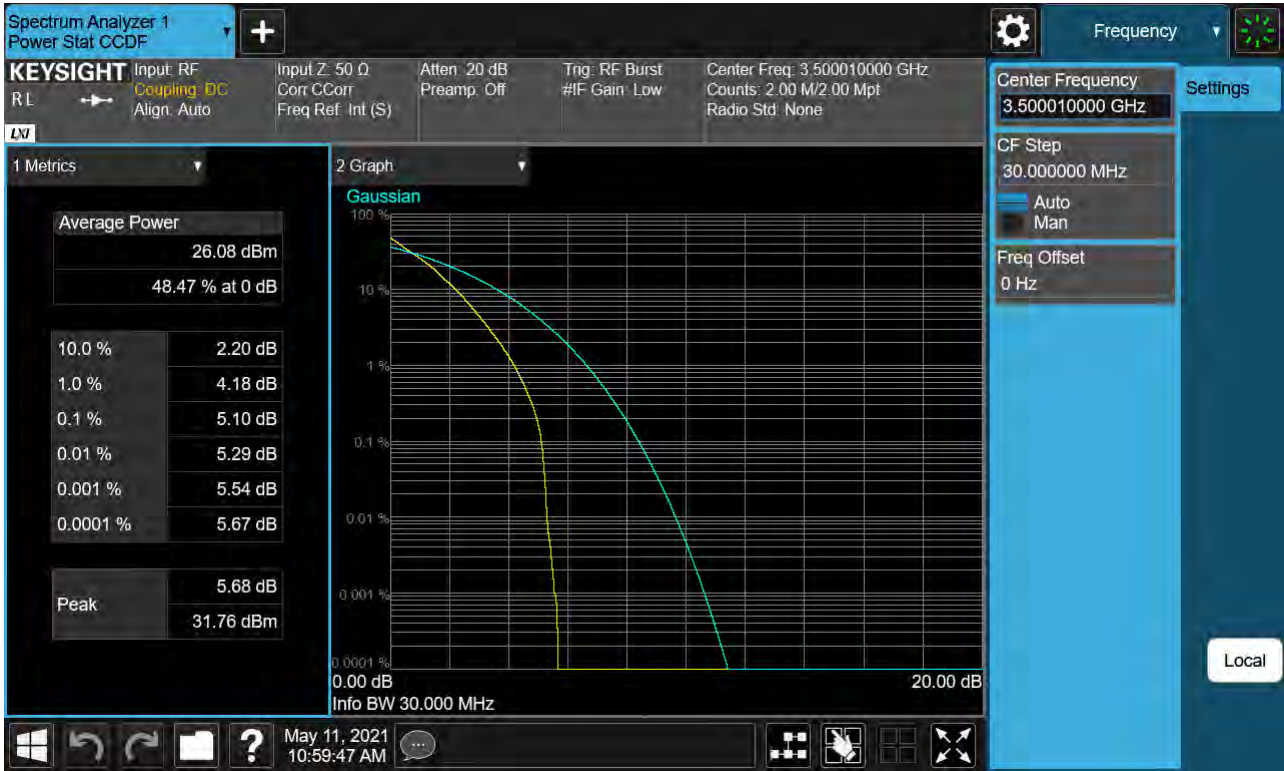 Spectrum Analyzer 1
Power Stat CCDF
Frequency
KEYSIGHT
RL
LXI
Input: RF
Coupling: DC
Align: Auto
Input Z: 50 Ω
Corr CCorr
Freq Ref: Int (S)
Atten: 20 dB
Preamp: Off
Trig: RF Burst
#IF Gain: Low
Center Freq: 3.500010000 GHz
Counts: 2.00 M/2.00 Mpt
Radio Std: None
Center Frequency
3.500010000 GHz
Settings
CF Step
30.000000 MHz
Auto
Man
Freq Offset
0 Hz
1 Metrics
Average Power
26.08 dBm
48.47 % at 0 dB
10.0 % 2.20 dB
1.0 % 4.18 dB
0.1 % 5.10 dB
0.01 % 5.29 dB
0.001 % 5.54 dB
0.0001 % 5.67 dB
Peak
5.68 dB
31.76 dBm
2 Graph
Gaussian
100 %
10 %
1 %
0.1 %
0.01 %
0.001 %
0.0001 %
0.00 dB 20.00 dB
Info BW 30.000 MHz
Local
?
May 11, 2021
10:59:47 AM